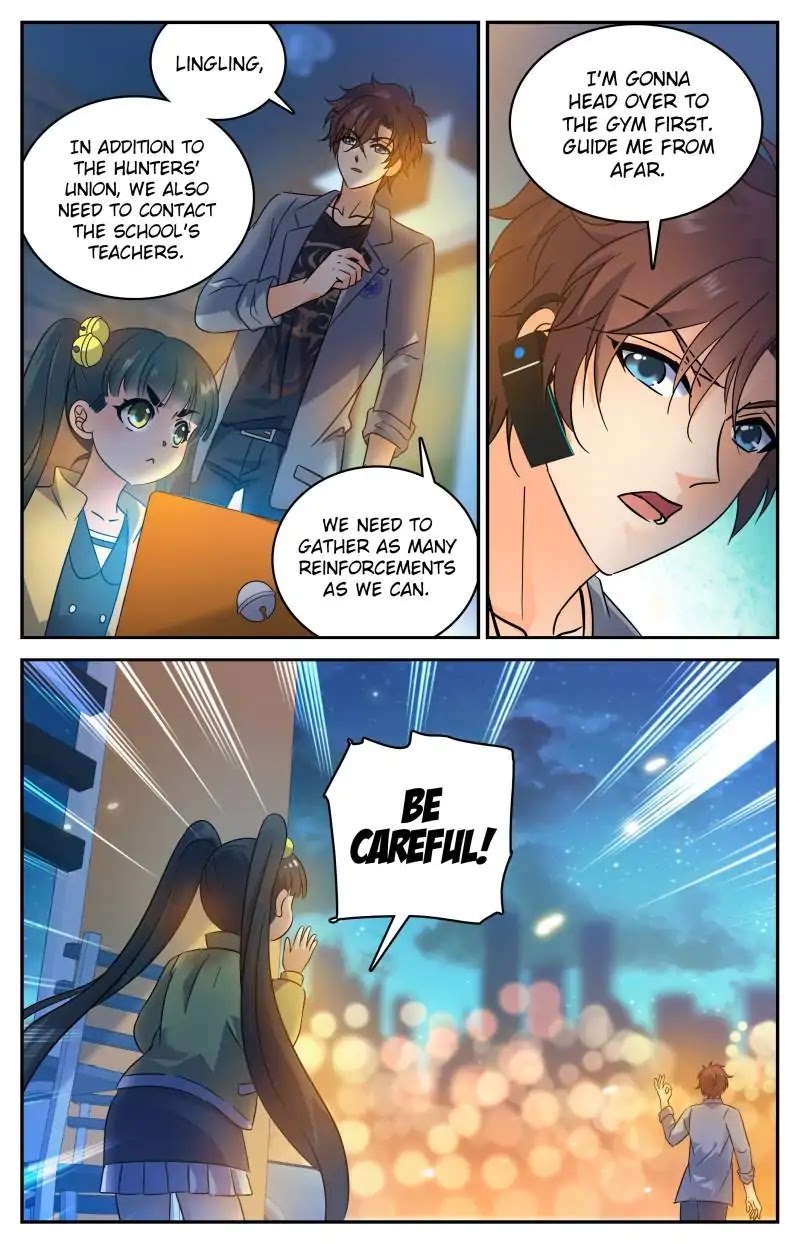 LINGLING,
IN ADDITION TO
THE HUNTERS'
UNION, WE ALSO
NEED TO CONTACT
THE SCHOOL'S
TEACHERS.
WE NEED TO
GATHER AS MANY
REINFORCEMENTS
AS WE CAN.
I'M GONNA
HEAD OVER TO
THE GYM FIRST.
GUIDE ME FROM
AFAR.
BE
CAREFUL!